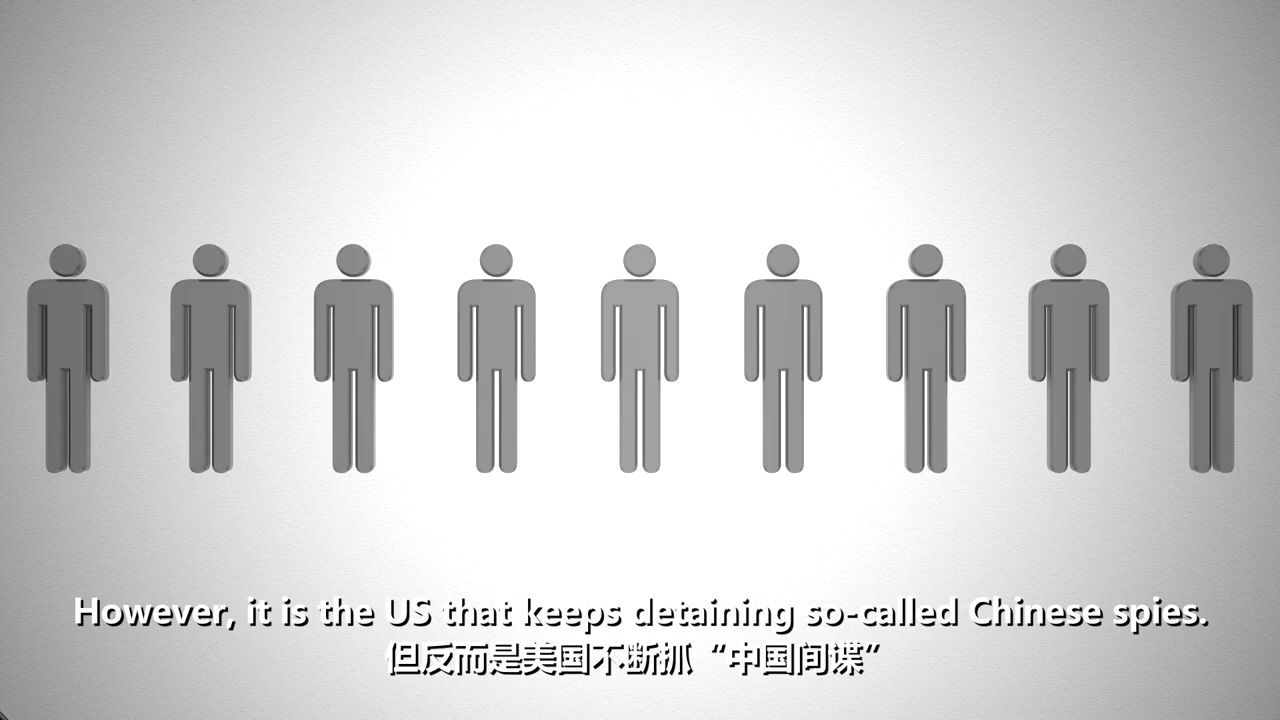 However, it is the US that keeps detaining so-called Chinese spies.
但反而是美国不断抓“中国间谍”